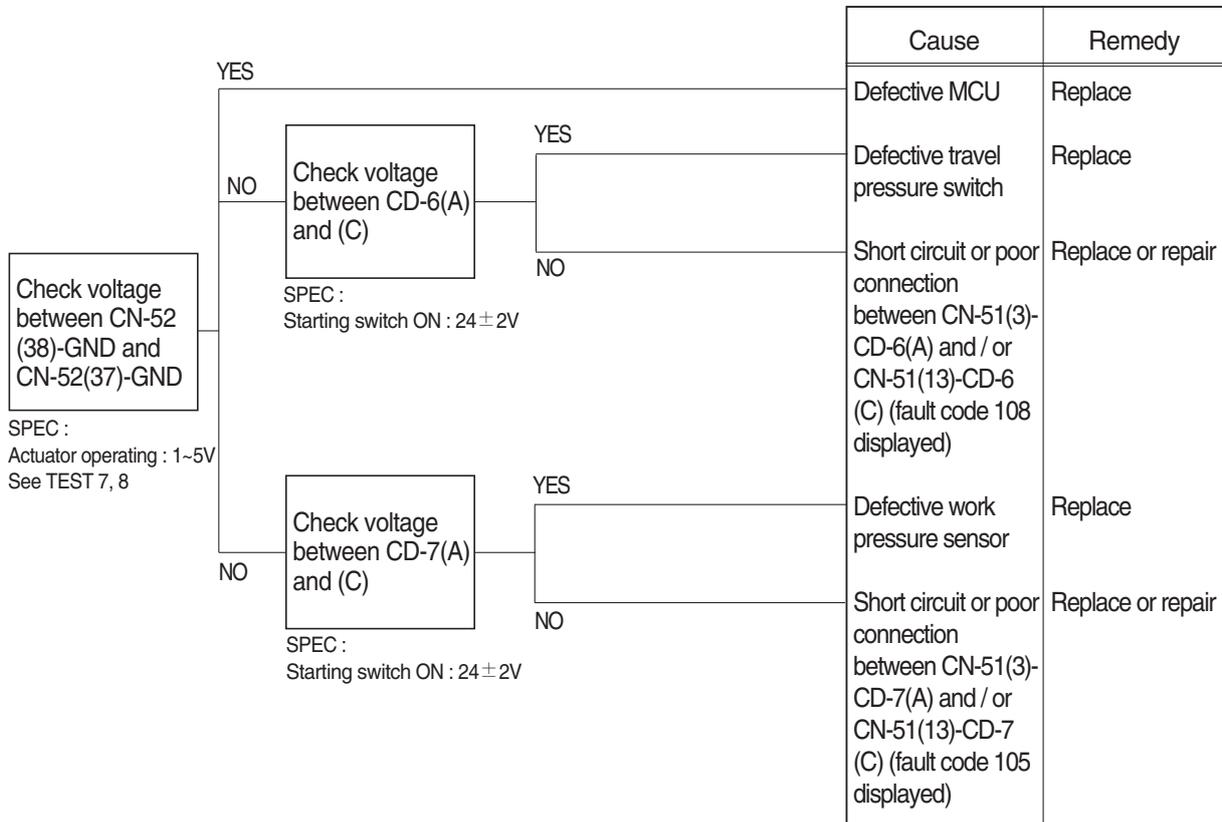 Cause
Remedy
YES
Defective MCU
Replace
NO
Check voltage
between CD-6(A)
and (C)
YES
Defective travel
pressure switch
Replace
SPEC :
Starting switch ON : 24±2V
NO
Short circuit or poor
connection
between CN-51(3)-
CD-6(A) and / or
CN-51(13)-CD-6
(C) (fault code 108
displayed)
Replace or repair
Check voltage
between CN-52
(38)-GND and
CN-52(37)-GND
SPEC :
Actuator operating : 1~5V
See TEST 7, 8
NO
Check voltage
between CD-7(A)
and (C)
YES
Defective work
pressure sensor
Replace
SPEC :
Starting switch ON : 24±2V
NO
Short circuit or poor
connection
between CN-51(3)-
CD-7(A) and / or
CN-51(13)-CD-7
(C) (fault code 105
displayed)
Replace or repair